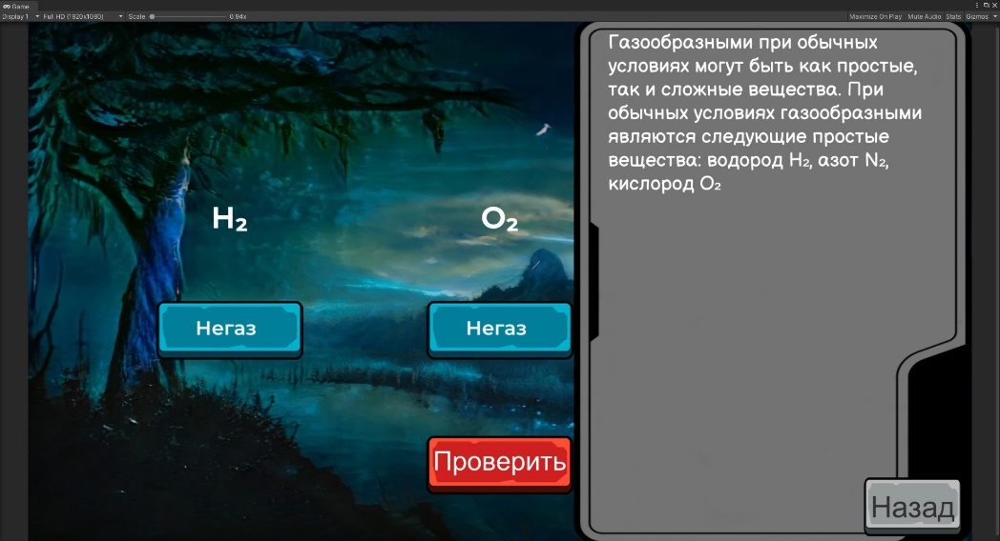 Game
Display 1 Full HD (1920x1080) Scale 0.94x Maximize On Play Mute Audio Stats Gizmos
Газообразными при обычных
условиях могут быть как простые,
так и сложные вещества. При
обычных условиях газообразными
являются следующие простые
вещества: водород H₂, азот N₂,
кислород O₂
H₂ O₂
Негаз Негаз
Проверить
Назад